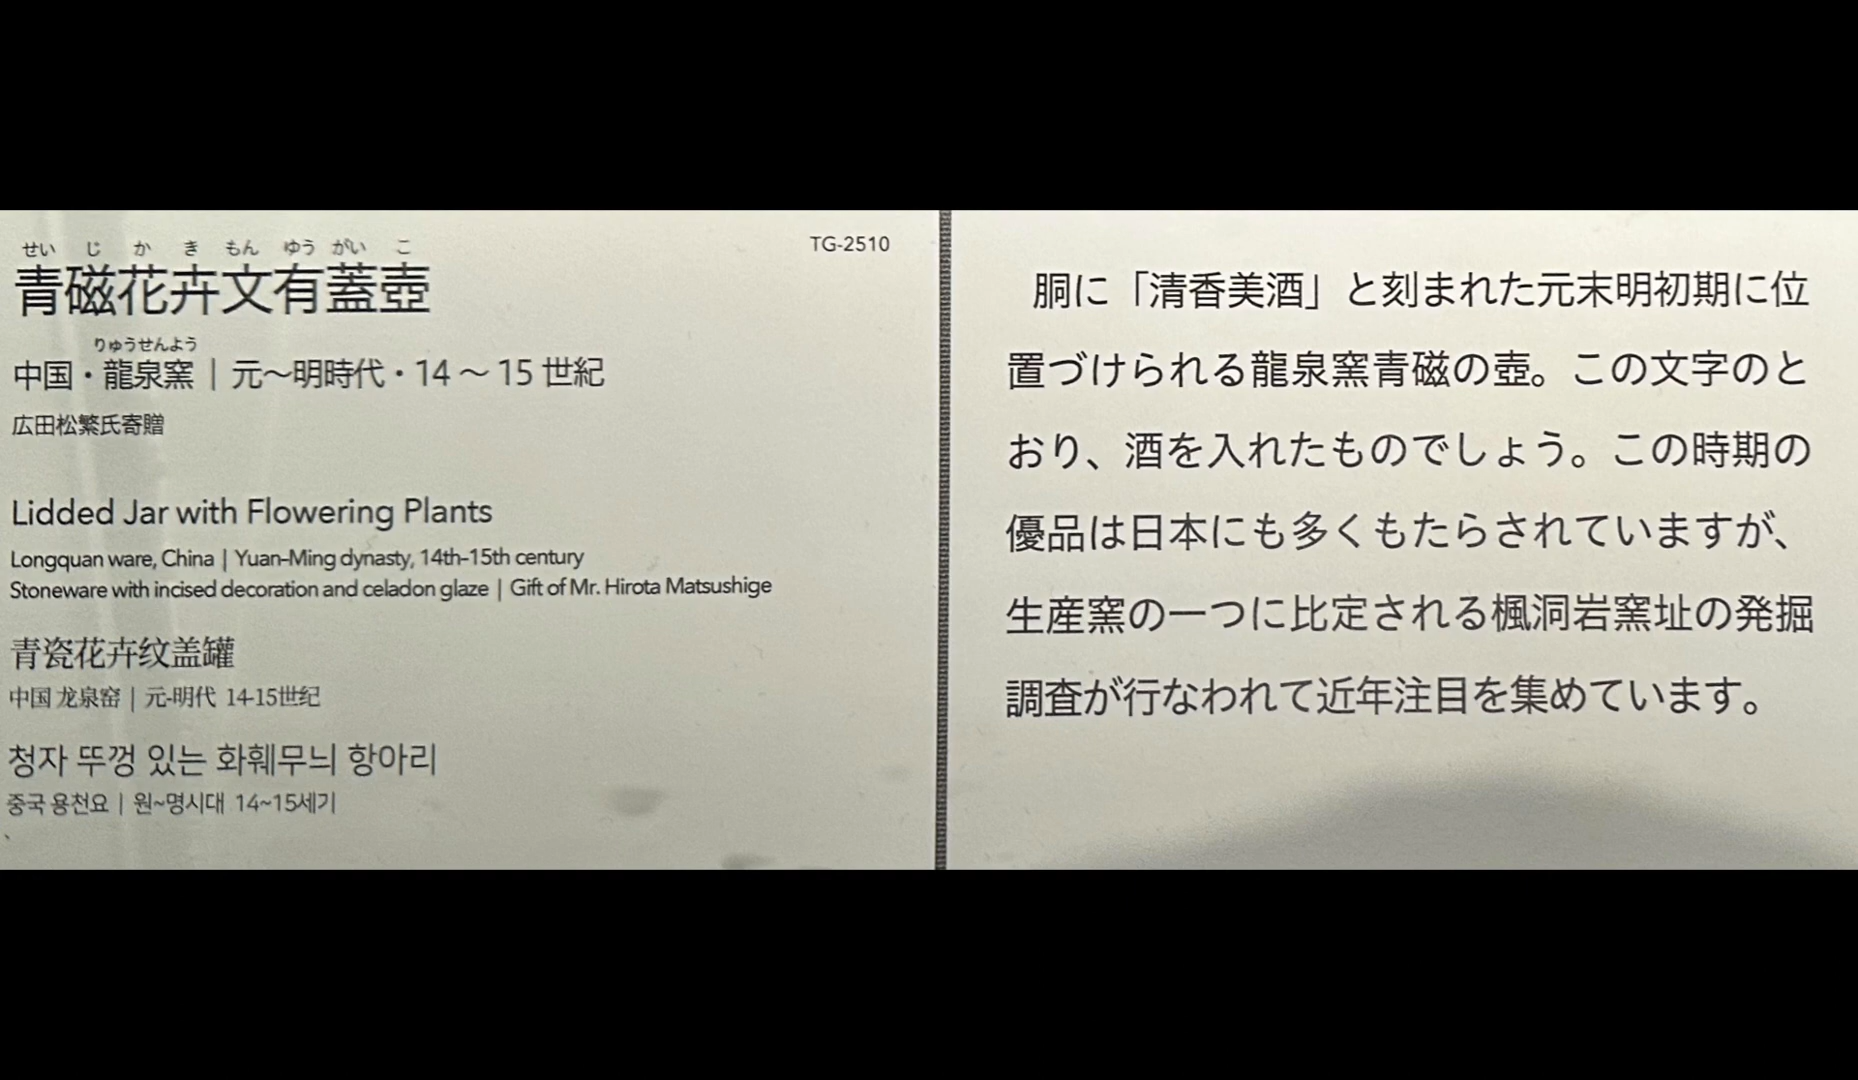 せい じ か き もん ゆう がい こ
青磁花卉文有蓋壺
TG-2510
りゅうせんよう
中国・龍泉窯｜元〜明時代・14 〜 15 世紀
広田松繁氏寄贈
Lidded Jar with Flowering Plants
Longquan ware, China | Yuan-Ming dynasty, 14th-15th century
Stoneware with incised decoration and celadon glaze | Gift of Mr. Hirota Matsushige
青瓷花卉纹盖罐
中国 龙泉窑 | 元-明代 14-15世纪
청자 뚜껑 있는 화훼무늬 항아리
중국 용천요 | 원~명시대 14~15세기
胴に「清香美酒」と刻まれた元末明初期に位
置づけられる龍泉窯青磁の壺。この文字のと
おり、酒を入れたものでしょう。この時期の
優品は日本にも多くもたらされていますが、
生産窯の一つに比定される楓洞岩窯址の発掘
調査が行なわれて近年注目を集めています。